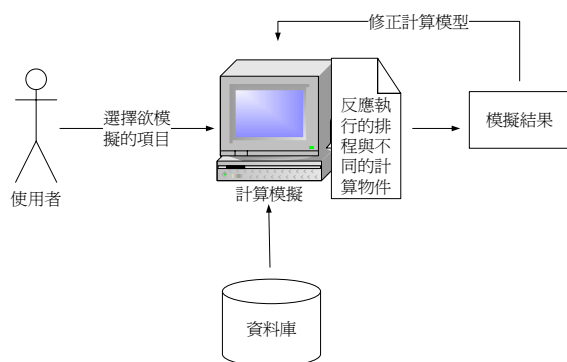 修正計算模型
選擇欲模
擬的項目
反應執
行的排
程與不
同的計
算物件
模擬結果
使用者
計算模擬
資料庫